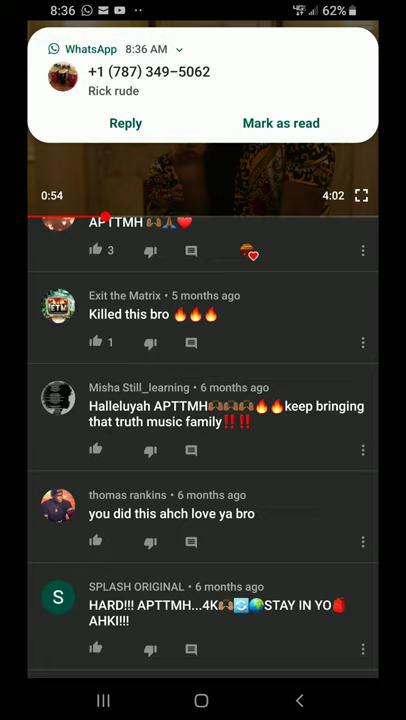 8:36
62%
WhatsApp 8:36 AM
+1 (787) 349-5062
Rick rude
Reply Mark as read
0:54 4:02
APTTMH 🙌🏾🙏🏾❤️
3
Exit the Matrix • 5 months ago
Killed this bro 🔥🔥🔥
1
ETM
Misha Still_learning • 6 months ago
Halleluyah APTTMH🙌🏾🙌🏾🙌🏾🔥🔥keep bringing
that truth music family‼️‼️
thomas rankins • 6 months ago
you did this ahch love ya bro
S
SPLASH ORIGINAL • 6 months ago
HARD!!! APTTMH...4K🙌🏾🔄🌍STAY IN YO🎒
AHKI!!!